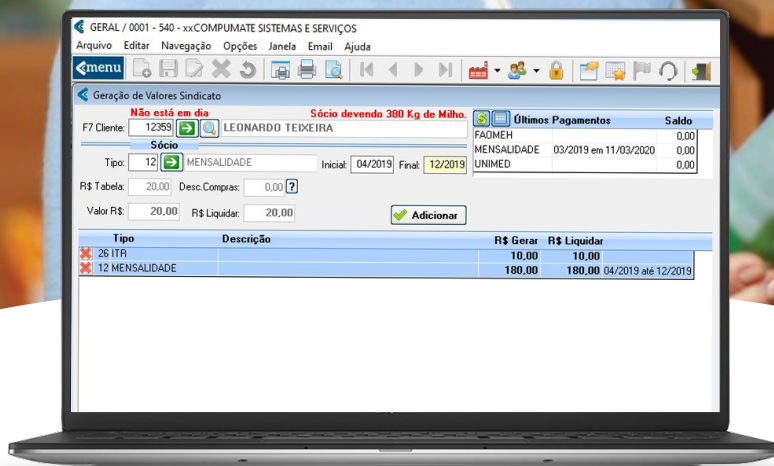 GERAL / 0001 - 540 - xxCOMPUMATE SISTEMAS E SERVIÇOS
Arquivo Editar Navegação Opções Janela Email Ajuda
menu
Geração de Valores Sindicato
Não está em dia Sócio devendo 380 Kg de Milho.
F7 Cliente: 12359 LEONARDO TEIXEIRA
Sócio
Tipo: 12 MENSALIDADE Inicial: 04/2019 Final: 12/2019
R$ Tabela: 20,00 Desc.Compras: 0,00 ?
Valor R$: 20,00 R$ Liquidar: 20,00 Adicionar
$ Últimos Pagamentos Saldo
FAOMEH 0,00
MENSALIDADE 03/2019 em 11/03/2020 0,00
UNIMED 0,00
Tipo Descrição R$ Gerar R$ Liquidar
26 ITR 10,00 10,00
12 MENSALIDADE 180,00 180,00 04/2019 até 12/2019